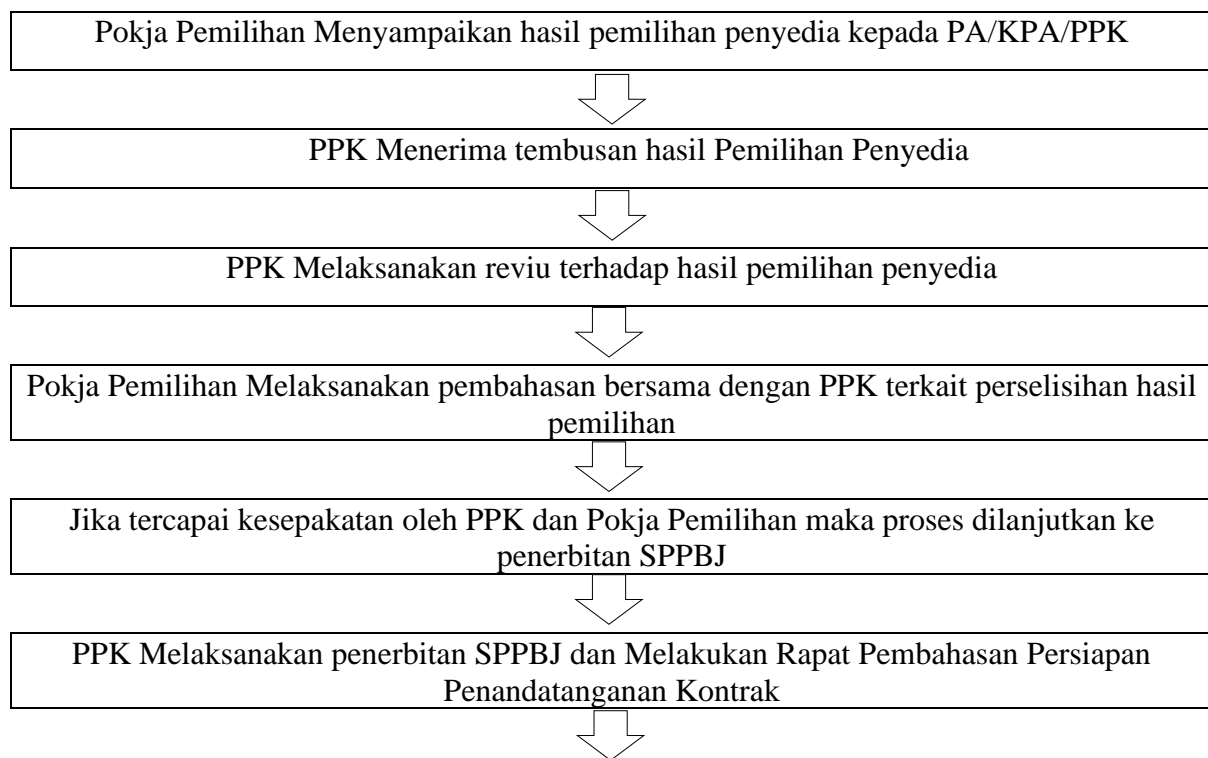 Pokja Pemilihan Menyampaikan hasil pemilihan penyedia kepada PA/KPA/PPK
PPK Menerima tembusan hasil Pemilihan Penyedia
PPK Melaksanakan reviu terhadap hasil pemilihan penyedia
Pokja Pemilihan Melaksanakan pembahasan bersama dengan PPK terkait perselisihan hasil
pemilihan
Jika tercapai kesepakatan oleh PPK dan Pokja Pemilihan maka proses dilanjutkan ke
penerbitan SPPBJ
PPK Melaksanakan penerbitan SPPBJ dan Melakukan Rapat Pembahasan Persiapan
Penandatanganan Kontrak